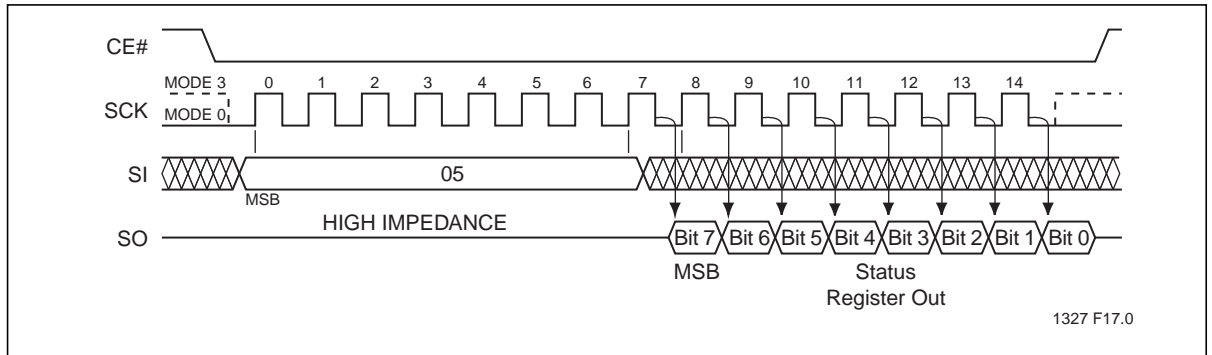 CE#
MODE 3
0 1 2 3 4 5 6 7 8 9 10 11 12 13 14
SCK
MODE 0
SI
05
MSB
HIGH IMPEDANCE
SO
Bit 7 Bit 6 Bit 5 Bit 4 Bit 3 Bit 2 Bit 1 Bit 0
MSB
Status
Register Out
1327 F17.0